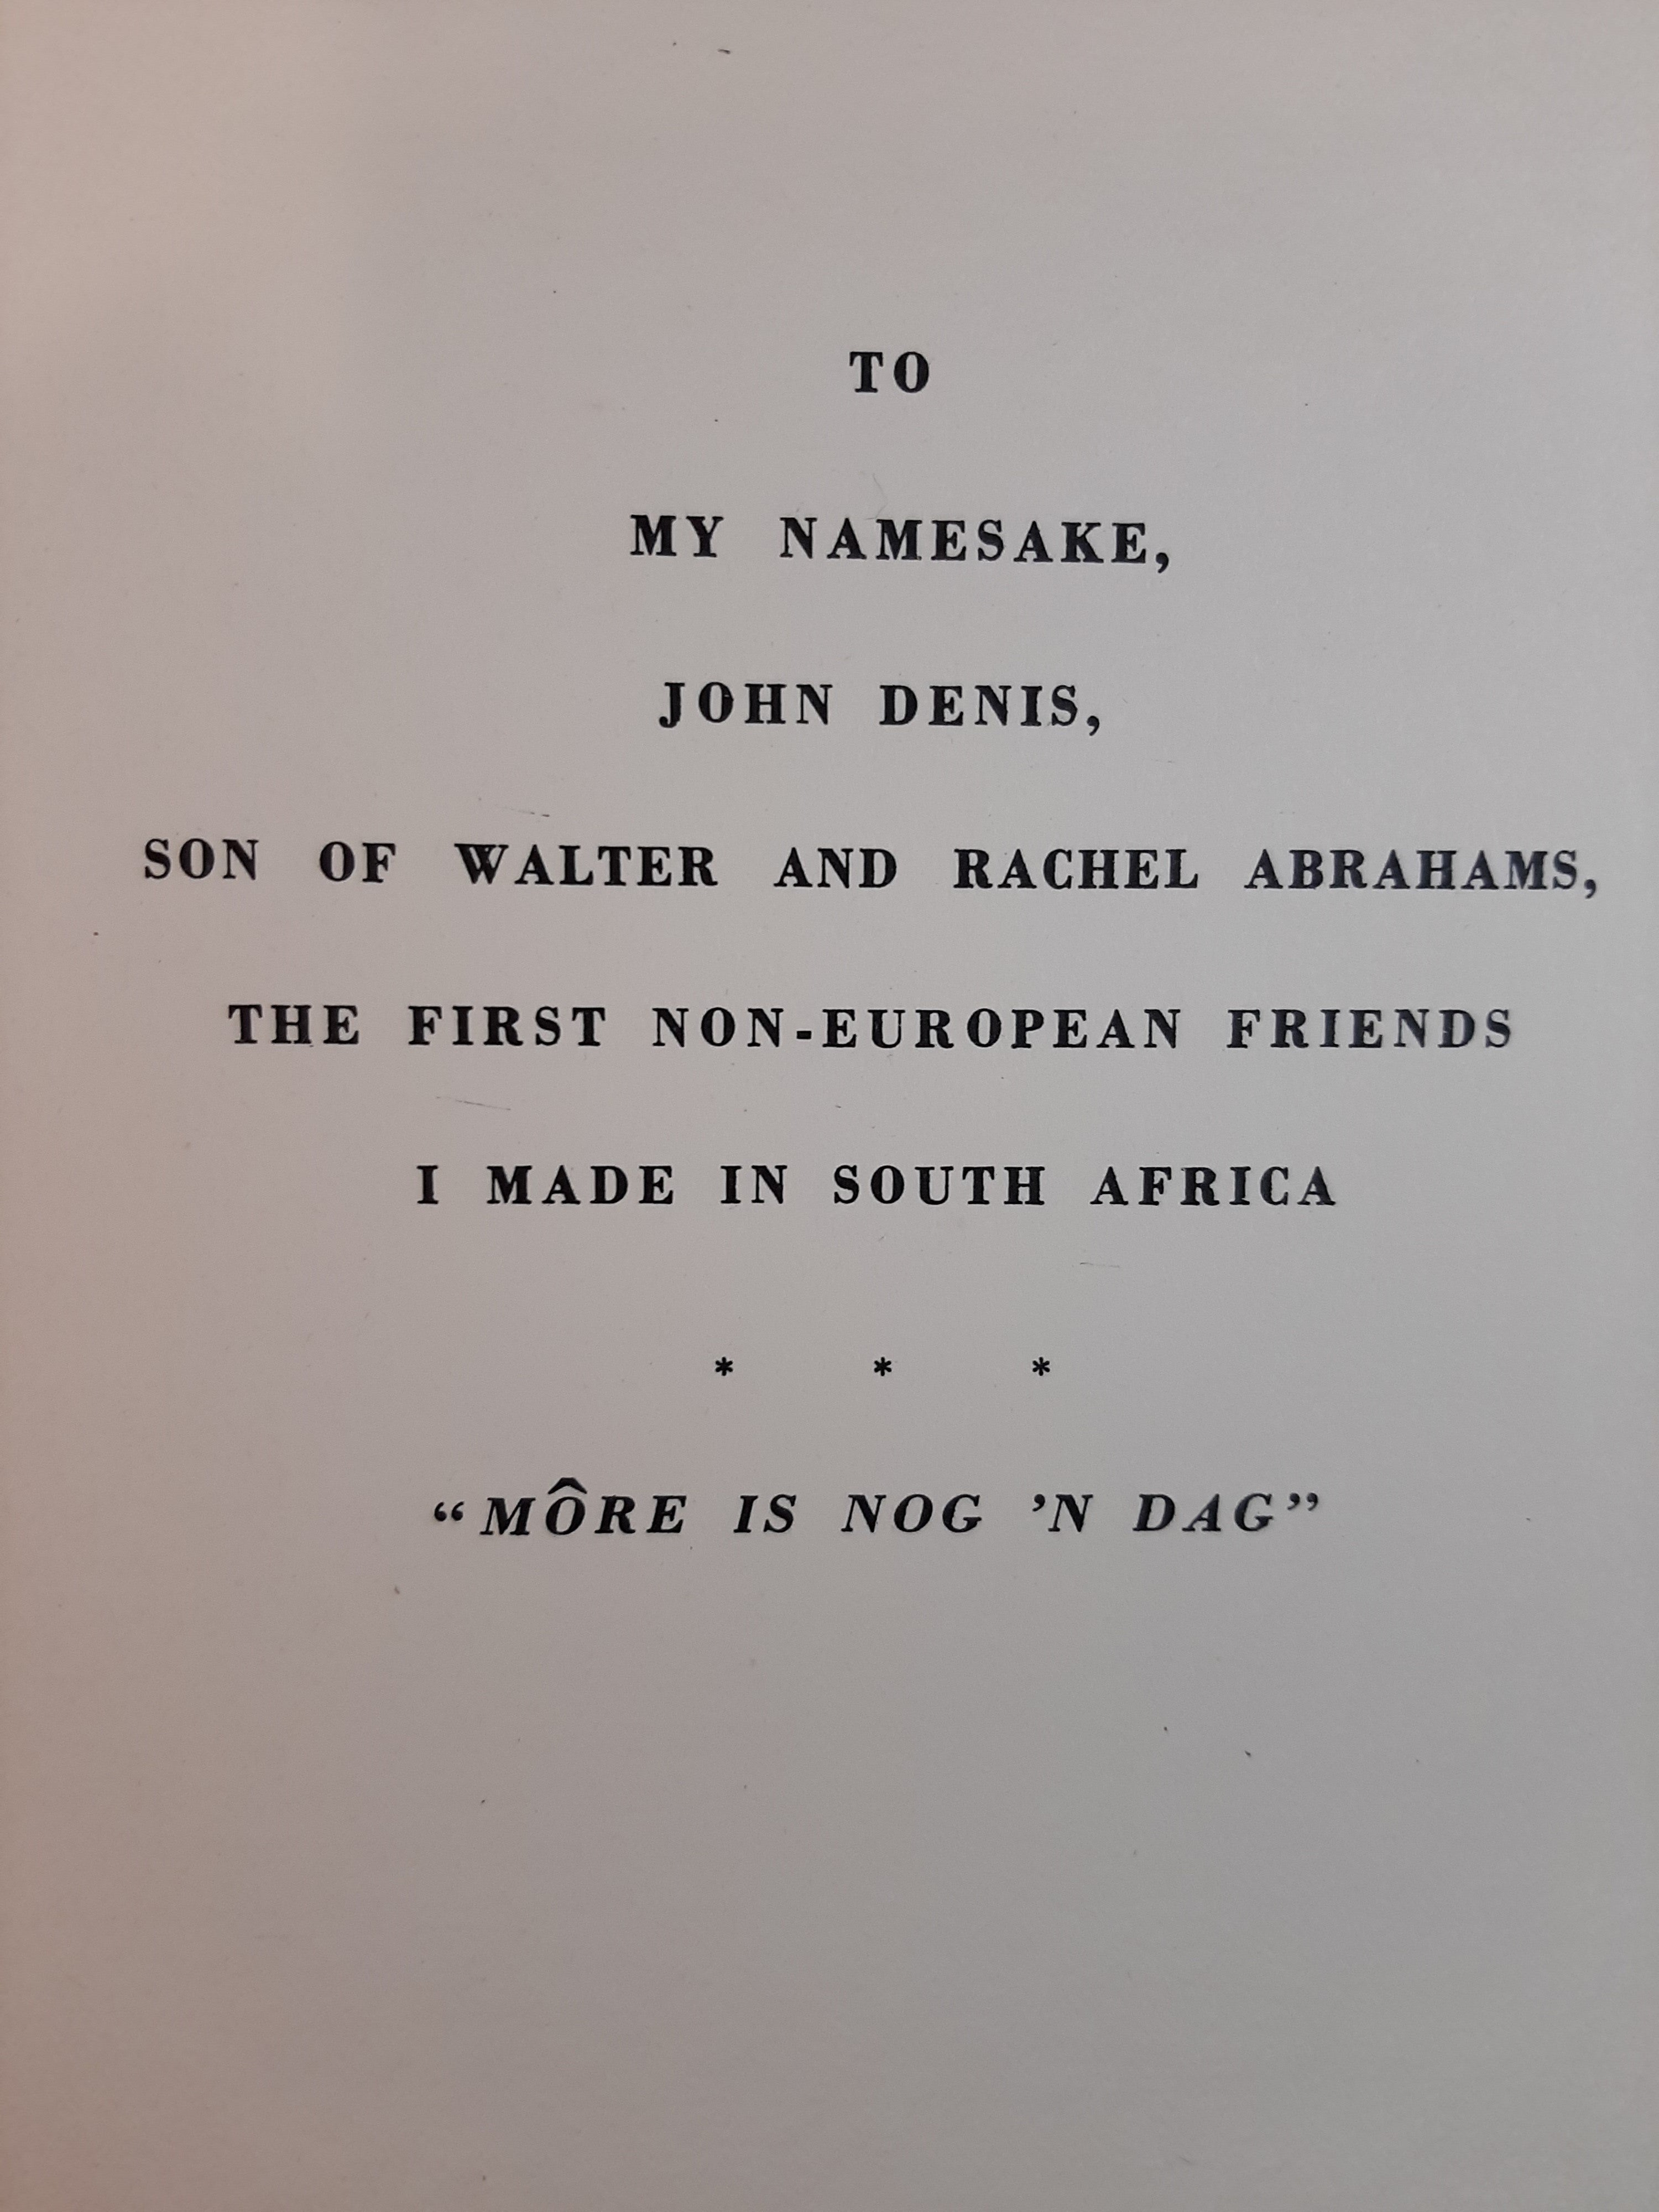 TO
MY NAMESAKE,
JOHN DENIS,
SON OF WALTER AND RACHEL ABRAHAMS,
THE FIRST NON-EUROPEAN FRIENDS
I MADE IN SOUTH AFRICA
* * *
“MÔRE IS NOG ’N DAG”